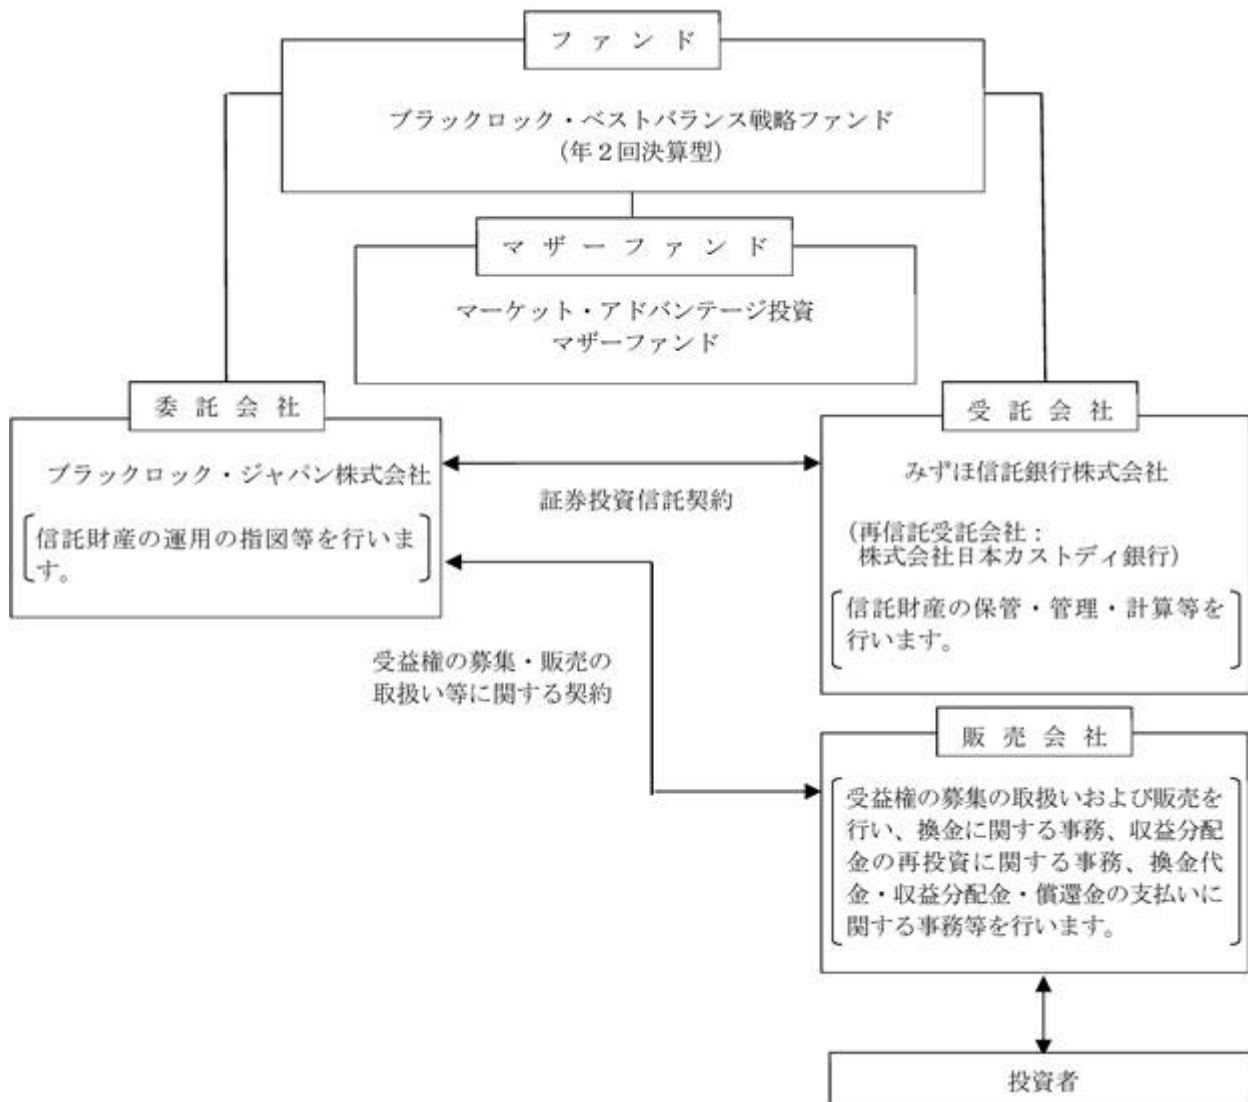 ファンド
ブラックロック・ベストバランス戦略ファンド
（年２回決算型）
マザーファンド
マーケット・アドバンテージ投資
マザーファンド
委託会社
ブラックロック・ジャパン株式会社
信託財産の運用の指図等を行いま
す。
証券投資信託契約
受託会社
みずほ信託銀行株式会社
（再信託受託会社：
株式会社日本カストディ銀行）
信託財産の保管・管理・計算等を
行います。
受益権の募集・販売の
取扱い等に関する契約
販売会社
受益権の募集の取扱いおよび販売を
行い、換金に関する事務、収益分配
金の再投資に関する事務、換金代
金・収益分配金・償還金の支払いに
関する事務等を行います。
投資者